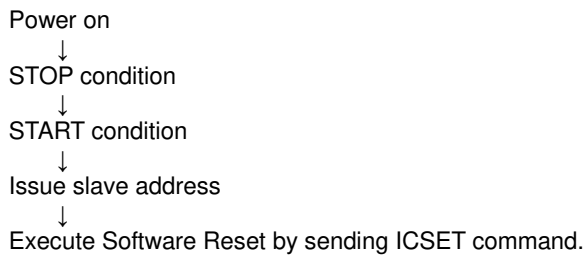 Power on
↓
STOP condition
↓
START condition
↓
Issue slave address
↓
Execute Software Reset by sending ICSET command.